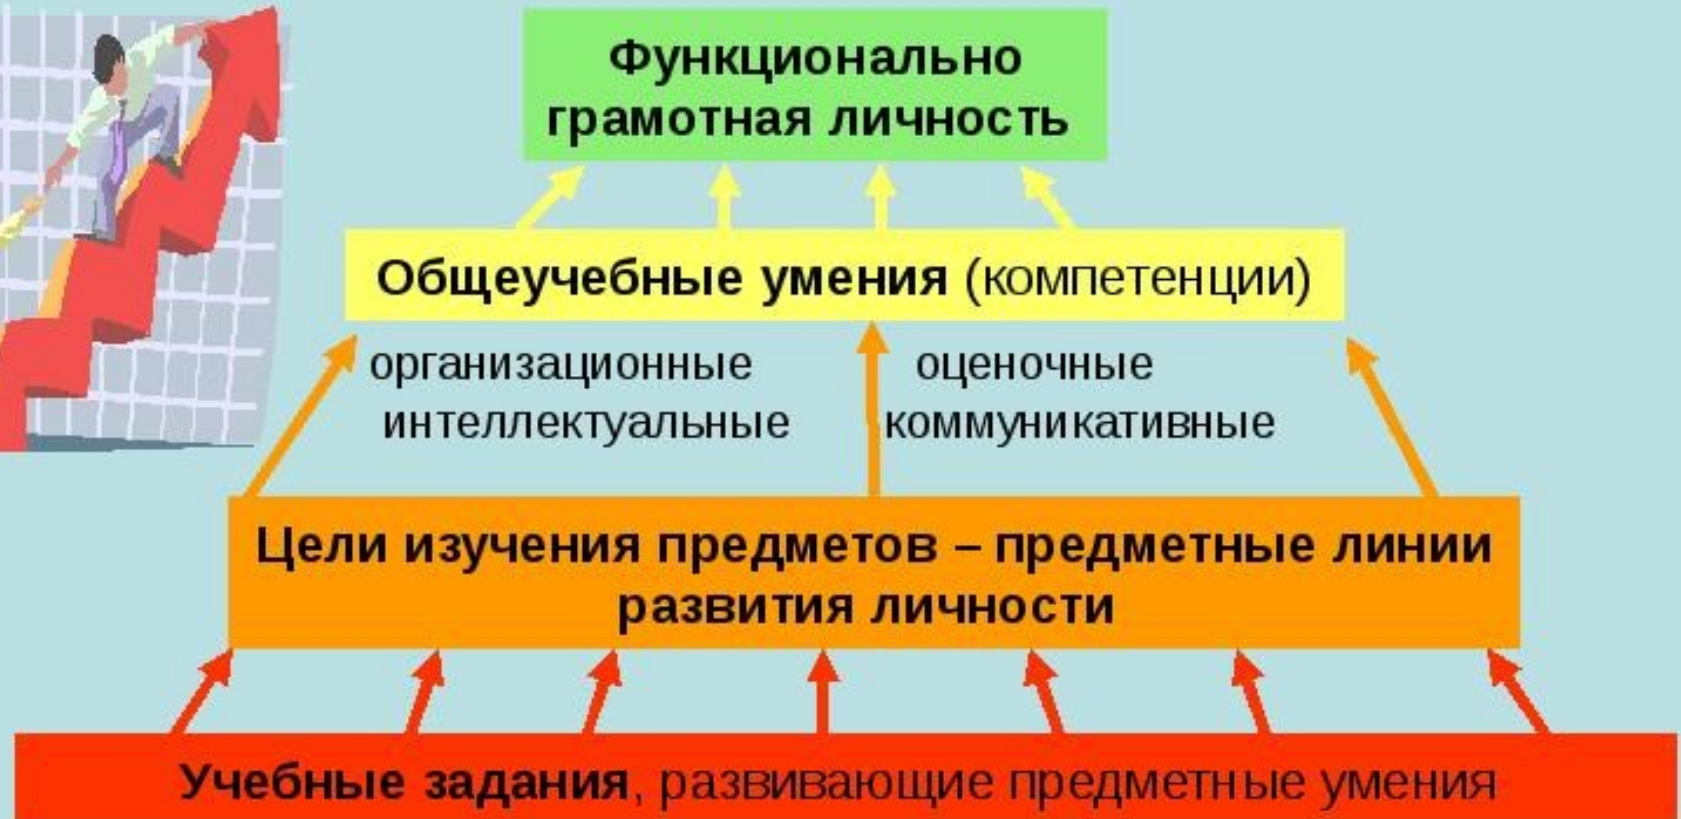 Функционально
грамотная личность
Общеучебные умения (компетенции)
организационные оценочные
интеллектуальные коммуникативные
Цели изучения предметов – предметные линии
развития личности
Учебные задания, развивающие предметные умения